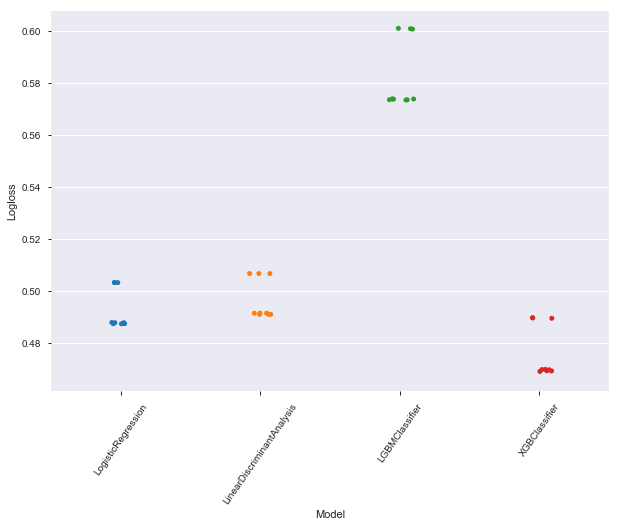 0.60
0.58
0.56
0.54
0.52
0.50
0.48
Logloss
LogisticRegression
LinearDiscriminantAnalysis
LGBMClassifier
XGBClassifier
Model